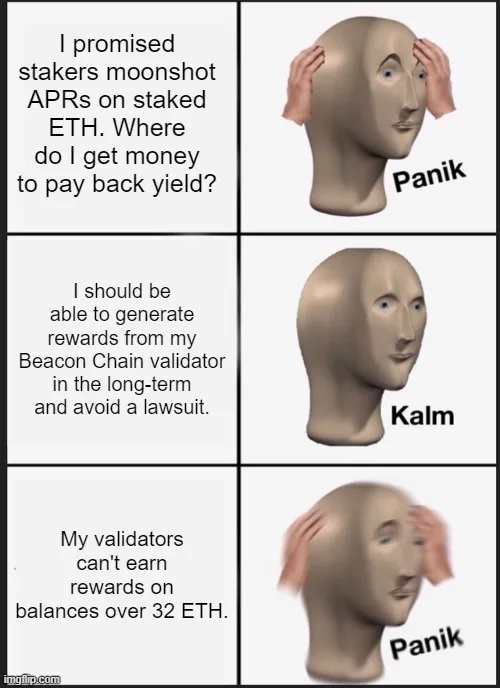 I promised
stakers moonshot
APRs on staked
ETH. Where
do I get money
to pay back yield?
Panik
I should be
able to generate
rewards from my
Beacon Chain validator
in the long-term
and avoid a lawsuit.
Kalm
My validators
can't earn
rewards on
balances over 32 ETH.
Panik
imgflip.com